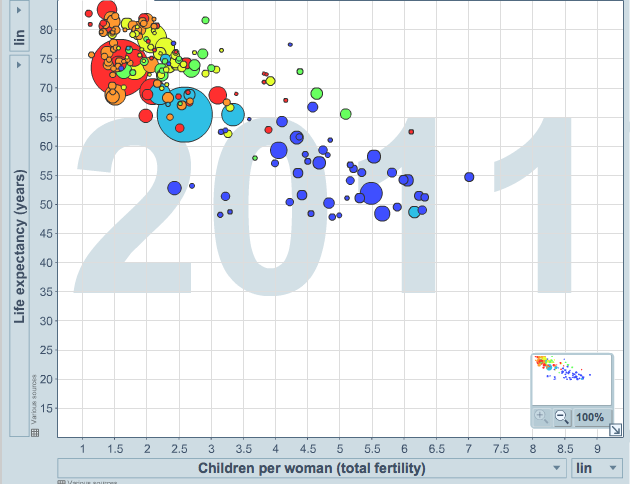 lin
Life expectancy (years)
Various sources
80
75
70
65
60
55
50
45
40
35
30
25
20
15
2011
100%
1 1.5 2 2.5 3 3.5 4 4.5 5 5.5 6 6.5 7 7.5 8 8.5 9
Children per woman (total fertility)
lin
Various sources